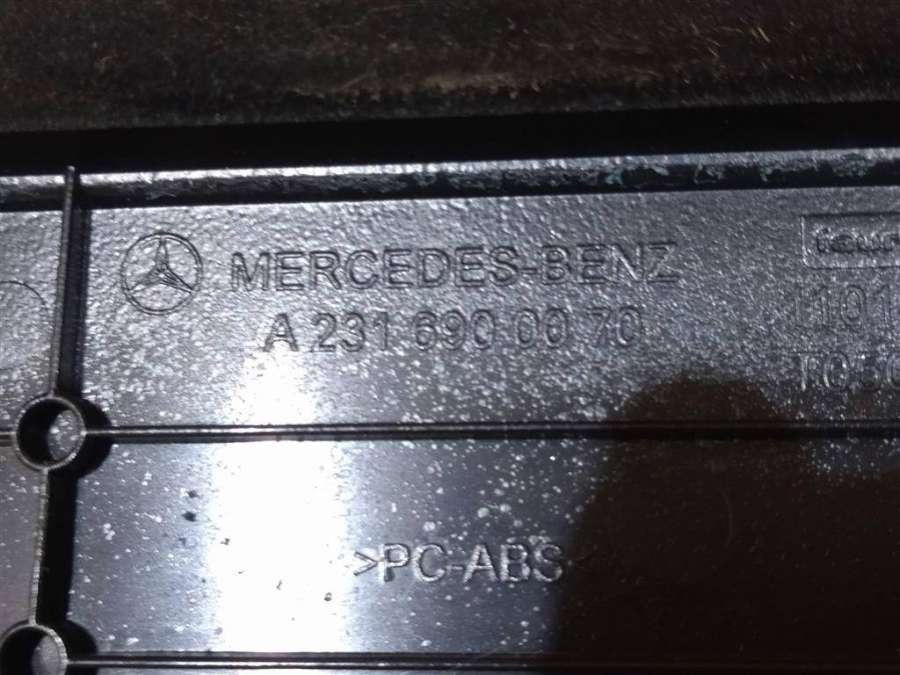 MERCEDES-BENZ
A 231 690 00 70
>PC-ABS<